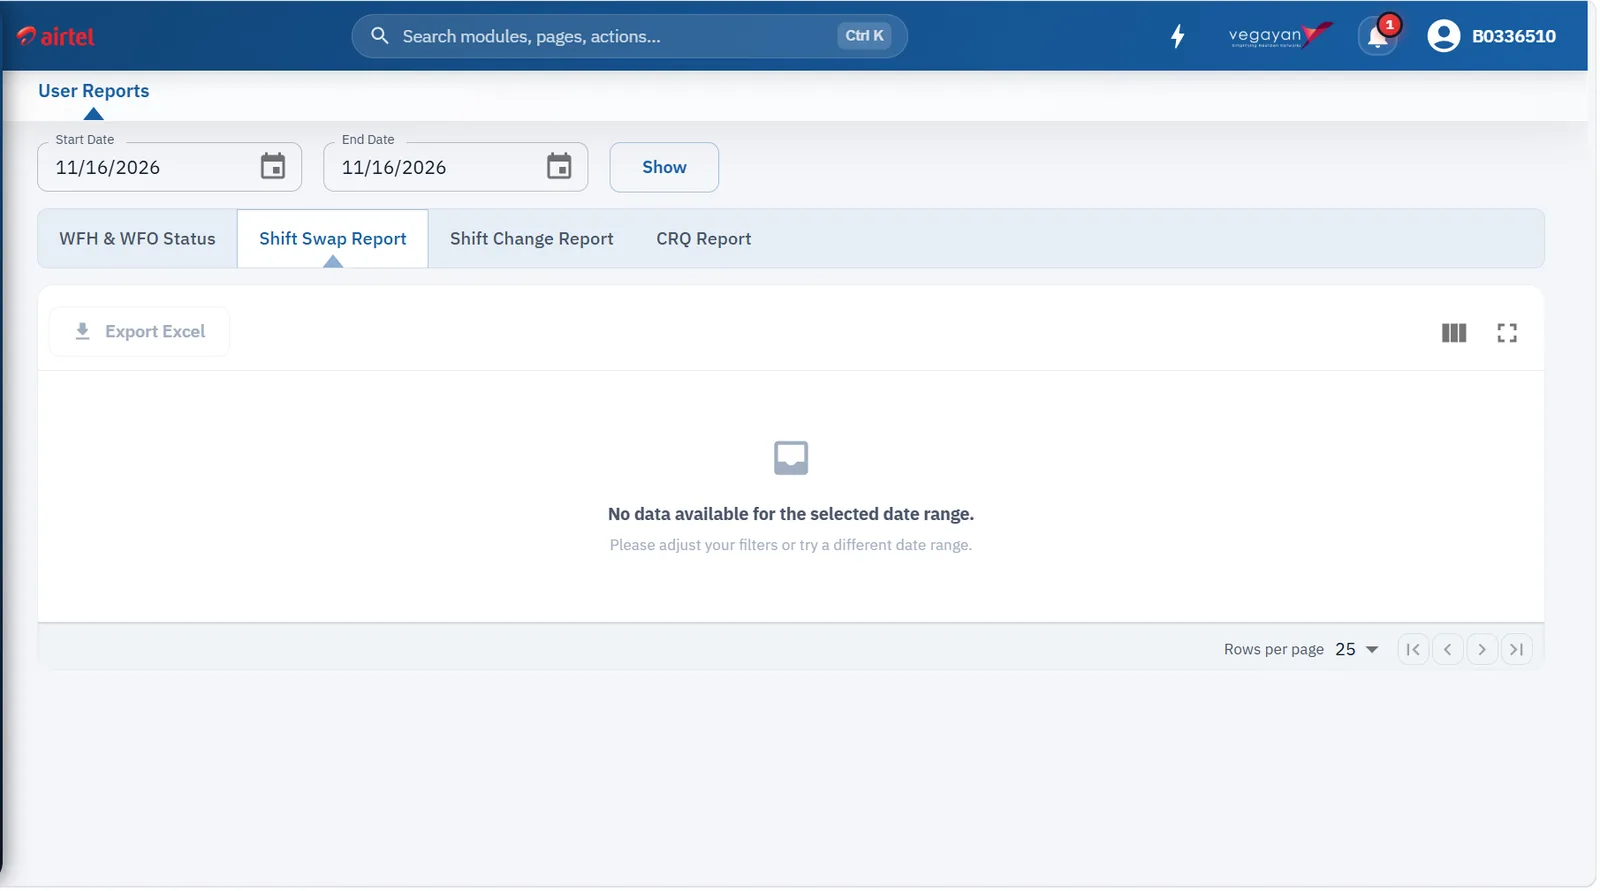 airtel
Search modules, pages, actions...
Ctrl K
vegayan
1
B0336510
User Reports
Start Date
11/16/2026
End Date
11/16/2026
Show
WFH & WFO Status
Shift Swap Report
Shift Change Report
CRQ Report
Export Excel
No data available for the selected date range.
Please adjust your filters or try a different date range.
Rows per page 25